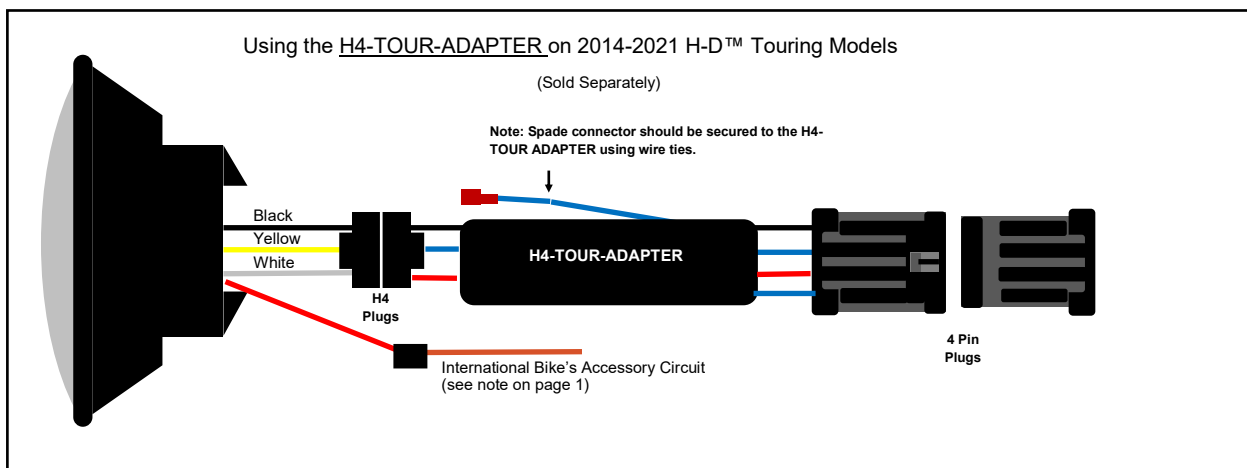 Using the H4-TOUR-ADAPTER on 2014-2021 H-D™ Touring Models
(Sold Separately)
Note: Spade connector should be secured to the H4-
TOUR ADAPTER using wire ties.
Black
Yellow
White
H4-TOUR-ADAPTER
H4
Plugs
4 Pin
Plugs
International Bike’s Accessory Circuit
(see note on page 1)